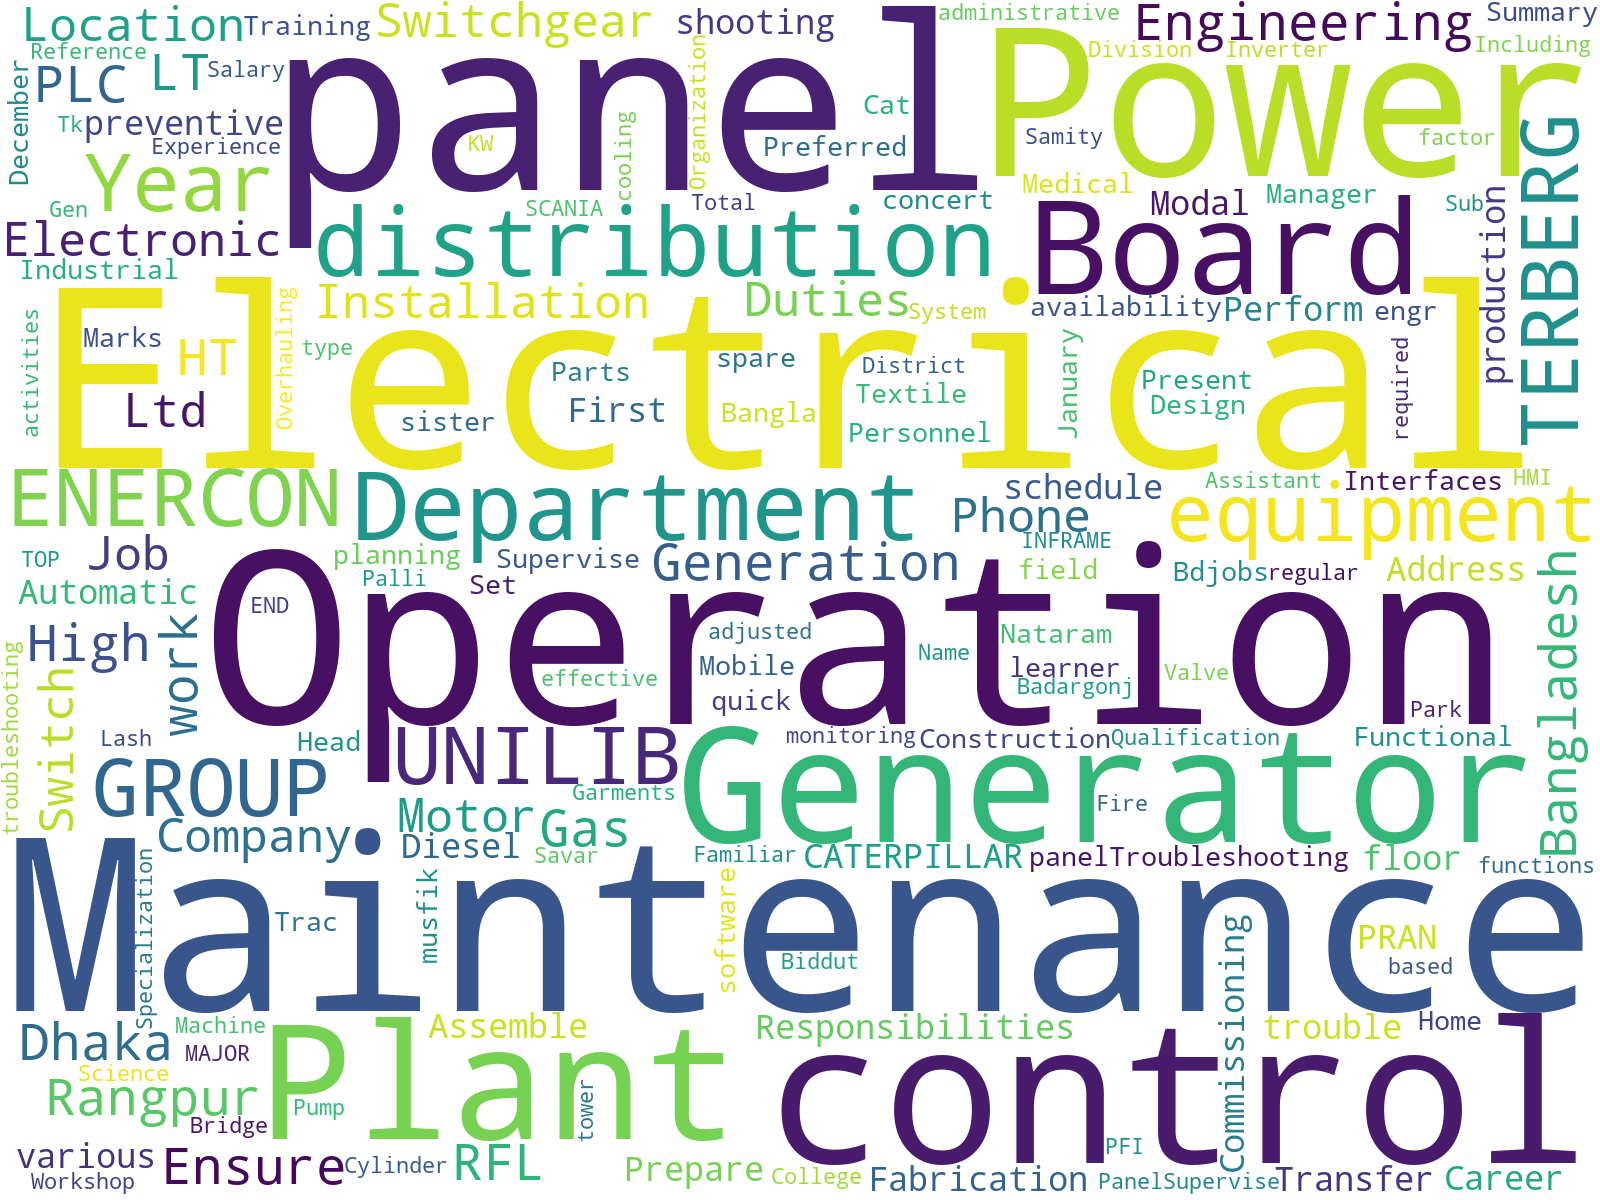 Location
Training
Switchgear
shooting
panel
administrative
Engineering
Summary
Reference
PLC
LT
Salary
Organization
Power
Division
Inverter
Including
December
Tk
preventive
Experience
KW
cooling
Cat
Preferred
Samity
factor
TERBERG
Year
Gen
SCANIA
Total
concert
Medical
Modal
Manager
Sub
production
Electronic
distribution
Board
Industrial
Electrical
Overhauling
Installation
Duties
System
availability
Perform
engr
activities
Marks
HT
type
spare
District
January
required
Ltd
sister
Parts
First
Bangla
Textile
Personnel
Present
Design
ENERCON
Department
schedule
Phone
Assistant
Interfaces
HMI
equipment
TOP
Job
planning
Supervise
Generation
INFRAME
field
Bdjobs
regular
Address
Bangladesh
Automatic
END
Palli
Set
Operation
High
work
adjusted
Nataram
troubleshooting
Switch
effective
Mobile
quick
Name
learner
Badargonj
Valve
Park
Lash
Head
UNILIB
monitoring
Construction
Qualification
Functional
GROUP
Garments
Generator
Fire
Company
Motor
Gas
Diesel
Savar
Familiar
CATERPILLAR
panelTroubleshooting
floor
functions
Maintenance
Specialization
Trac
musfik
software
Biddut
Commissioning
PRAN
based
Dhaka
Machine
MAJOR
Plant
Assemble
Responsibilities
control
trouble
Home
Science
Rangpur
Bridge
Pump
tower
PFI
various
Workshop
Ensure
Cylinder
RFL
Prepare
College
Fabrication
PanelSupervise
Transfer
Career